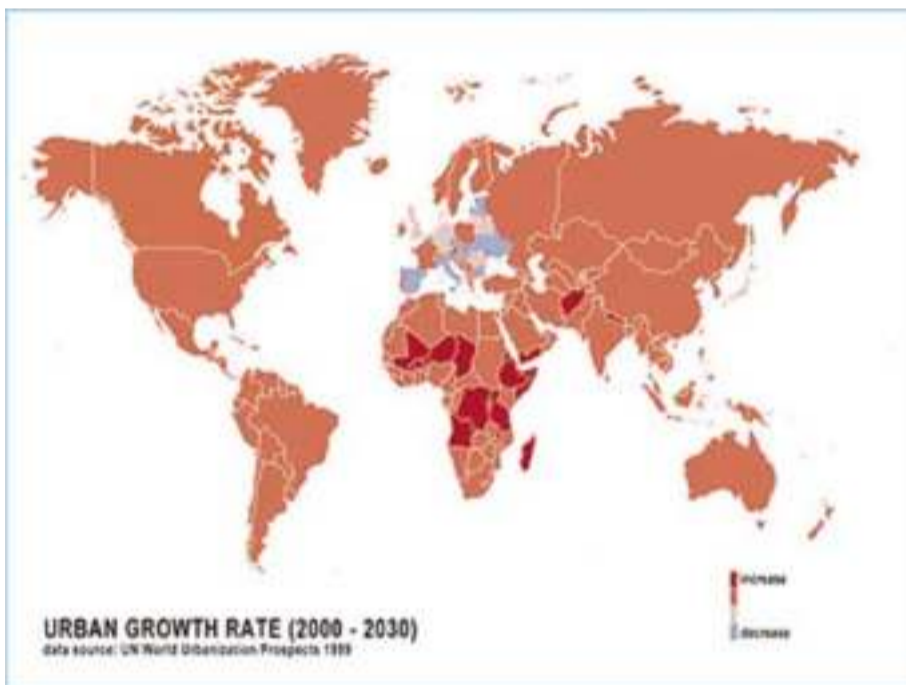 increase
decrease
URBAN GROWTH RATE (2000 - 2030)
data source: UN World Urbanization Prospects 1999